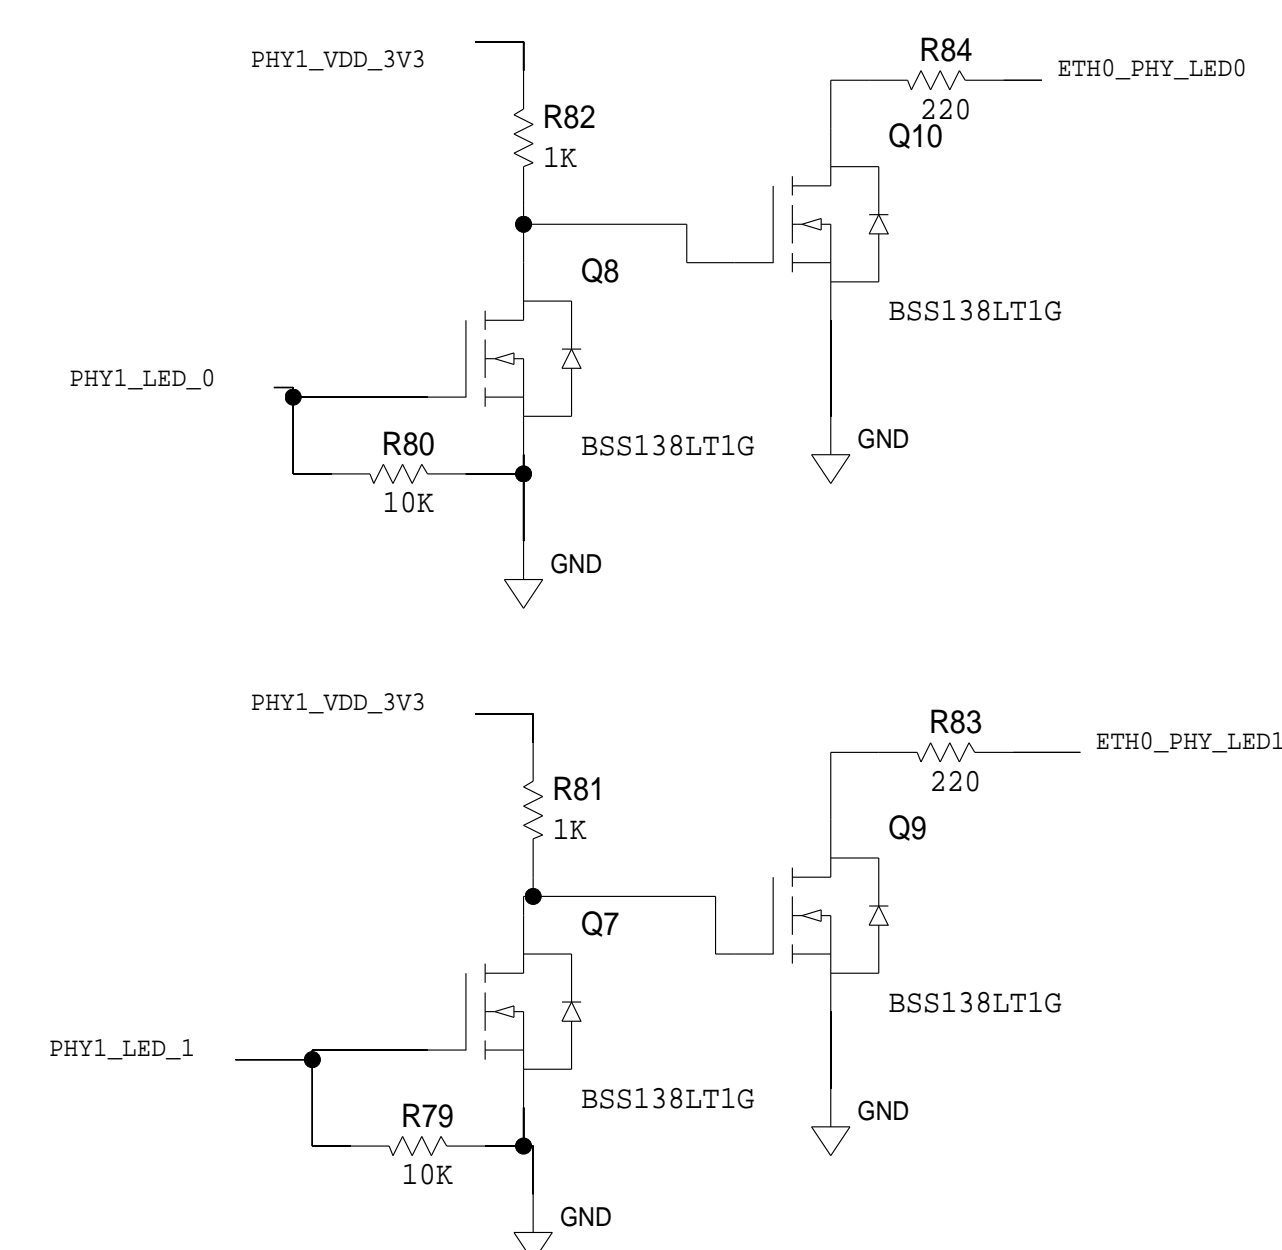 PHY1_VDD_3V3
R82
1K
R84
220
ETH0_PHY_LED0
Q10
BSS138LT1G
GND
Q8
BSS138LT1G
PHY1_LED_0
R80
10K
GND
PHY1_VDD_3V3
R81
1K
R83
220
ETH0_PHY_LED1
Q9
BSS138LT1G
GND
Q7
BSS138LT1G
PHY1_LED_1
R79
10K
GND